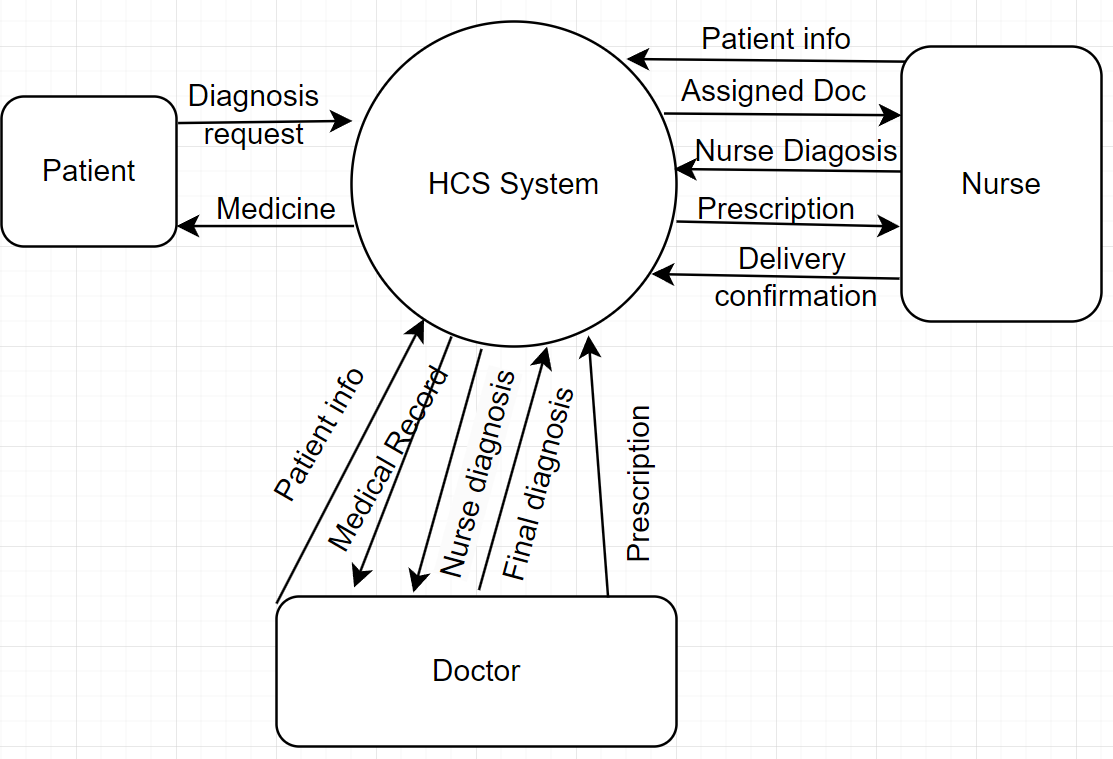 Patient info
Assigned Doc
Diagnosis
request
Nurse Diagosis
Patient
HCS System
Nurse
Medicine
Prescription
Delivery
confirmation
Patient info
Medical Record
Nurse diagnosis
Final diagnosis
Prescription
Doctor